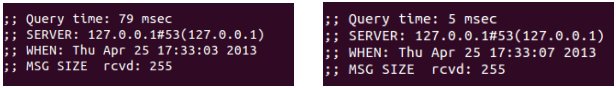 ;; Query time: 79 msec
;; SERVER: 127.0.0.1#53(127.0.0.1)
;; WHEN: Thu Apr 25 17:33:03 2013
;; MSG SIZE  rcvd: 255
;; Query time: 5 msec
;; SERVER: 127.0.0.1#53(127.0.0.1)
;; WHEN: Thu Apr 25 17:33:07 2013
;; MSG SIZE  rcvd: 255